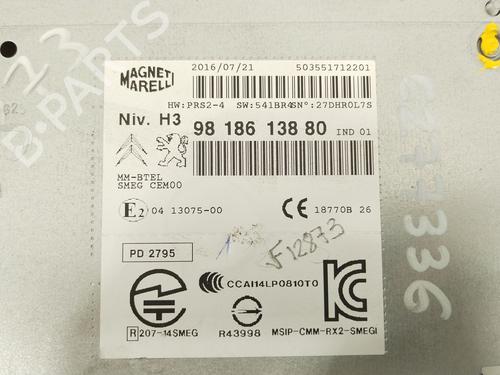 MAGNETI
MARELLI
2016/07/21 503551712201
HW:PRS2-4 SW:541BR4SN°:27DHR0L7S
Niv. H3 98 186 138 80 IND 01
MM-BTEL
SMEG CEM00
E2 04 13075-00 CE 18770B 26
PD 2795
F12873
CCAI14LP0810T0
R 207-14SMEG R43998 MSIP-CMM-RX2-SMEGI
B-Parts